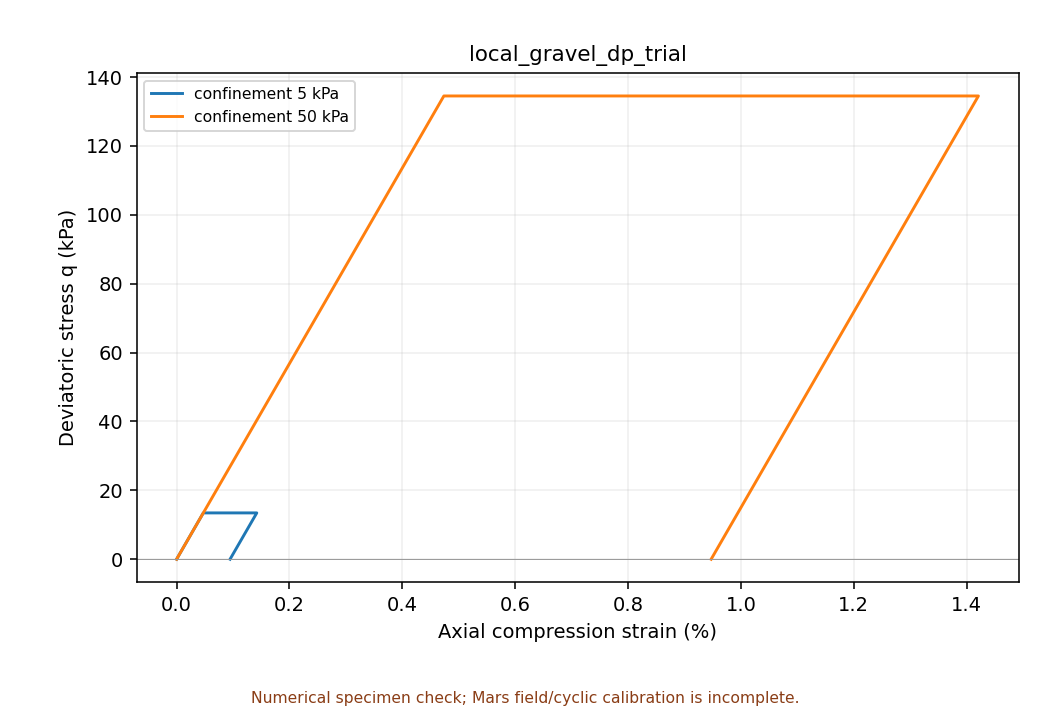 local_gravel_dp_trial
confinement 5 kPa
confinement 50 kPa
Deviatoric stress q (kPa)
140
120
100
80
60
40
20
0
0.0 0.2 0.4 0.6 0.8 1.0 1.2 1.4
Axial compression strain (%)
Numerical specimen check; Mars field/cyclic calibration is incomplete.